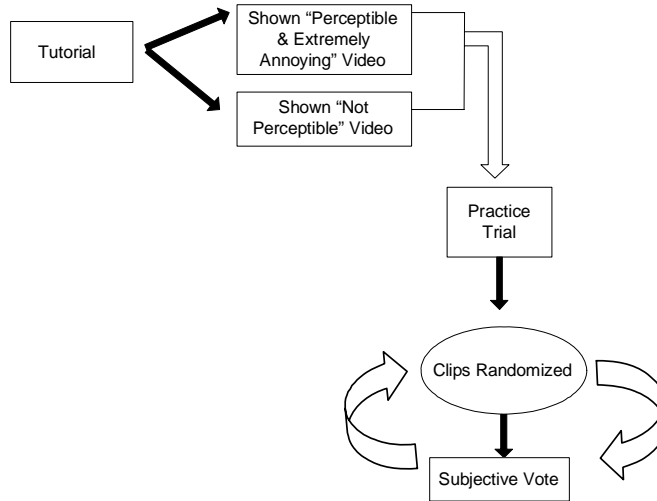 Tutorial
Shown “Perceptible
& Extremely
Annoying” Video
Shown “Not
Perceptible” Video
Practice
Trial
Clips Randomized
Subjective Vote